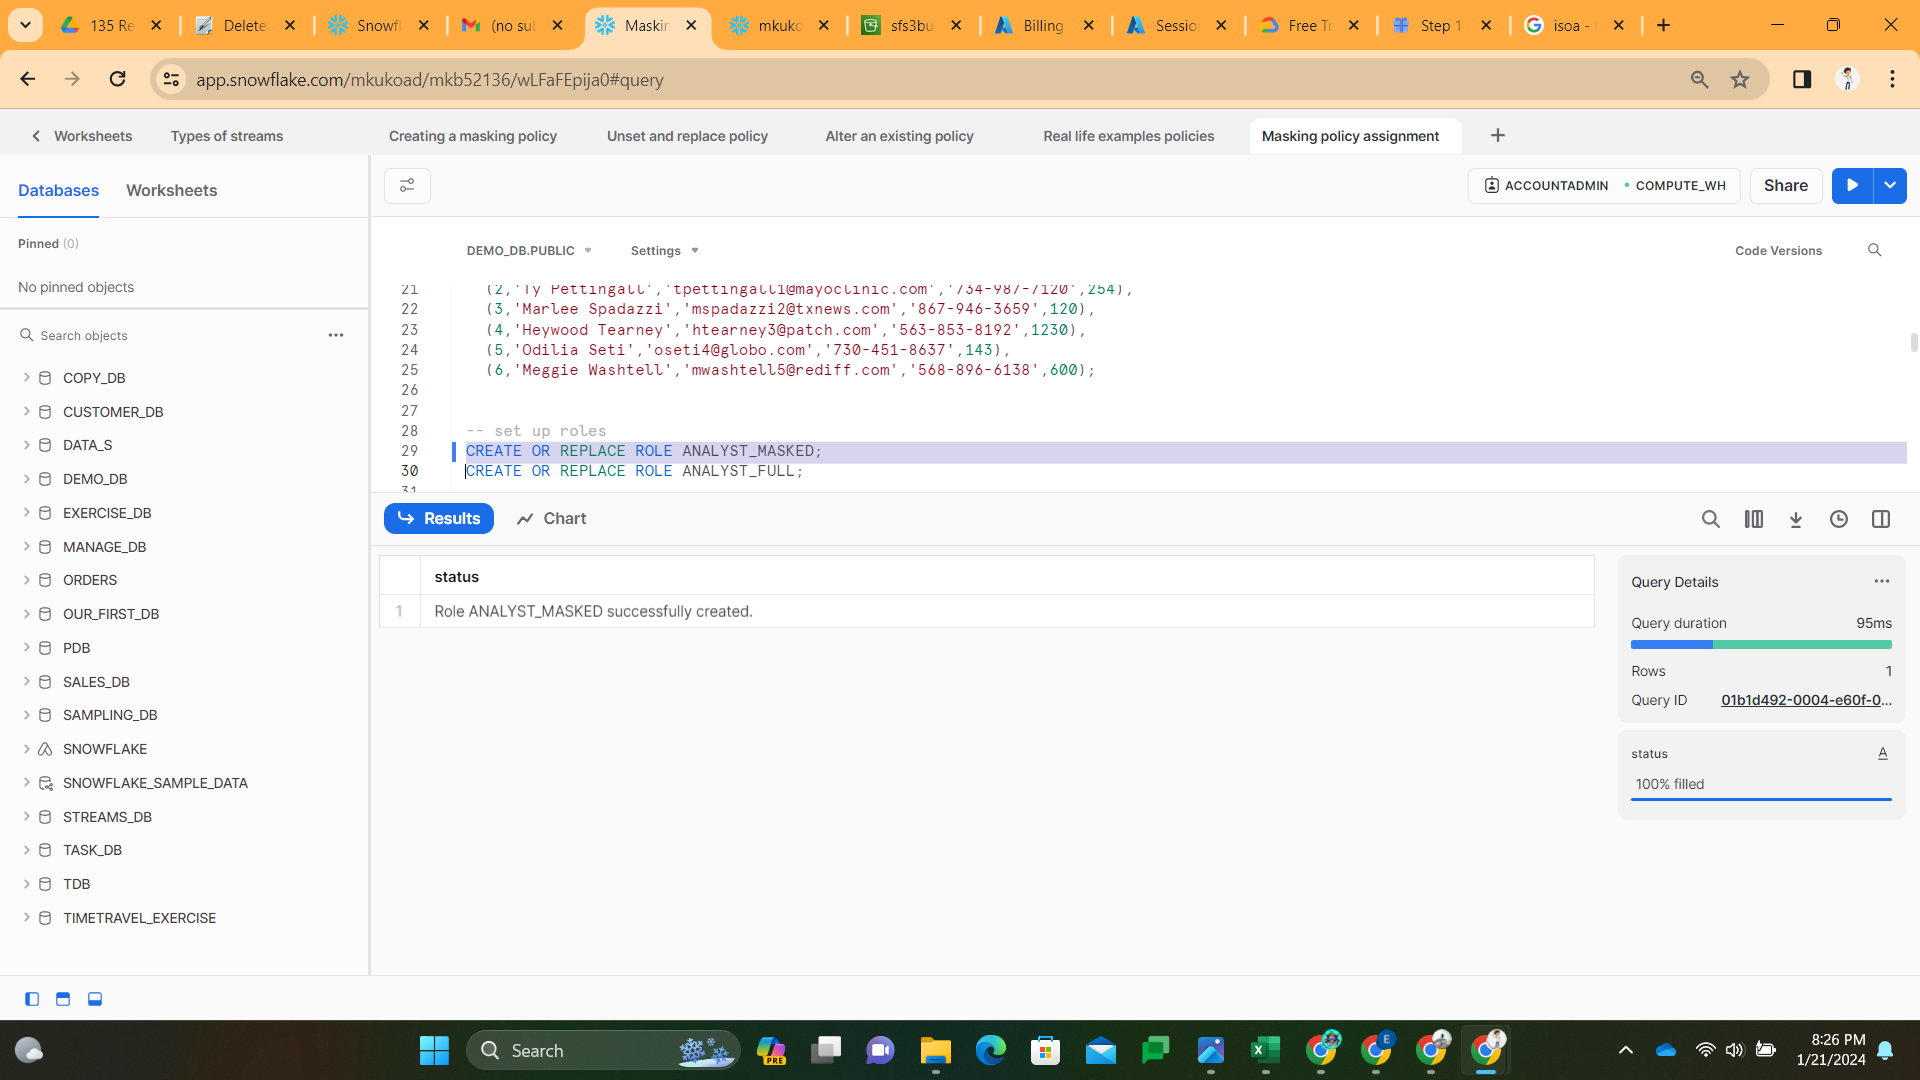 135 Re
Delete
Snowfl
(no sub
Maskin
mkuko
sfs3bu
Billing
Sessio
Free Tr
Step 1
isoa -
app.snowflake.com/mkukoad/mkb52136/wLFaFEpija0#query
Worksheets
Types of streams
Creating a masking policy
Unset and replace policy
Alter an existing policy
Real life examples policies
Masking policy assignment
Databases
Worksheets
ACCOUNTADMIN
COMPUTE_WH
Share
Pinned (0)
No pinned objects
Search objects
COPY_DB
CUSTOMER_DB
DATA_S
DEMO_DB
EXERCISE_DB
MANAGE_DB
ORDERS
OUR_FIRST_DB
PDB
SALES_DB
SAMPLING_DB
SNOWFLAKE
SNOWFLAKE_SAMPLE_DATA
STREAMS_DB
TASK_DB
TDB
TIMETRAVEL_EXERCISE
DEMO_DB.PUBLIC
Settings
Code Versions
21 (2,'Ty Pettingall','tpettingall1@mayoclinic.com','734-987-7120',254),
22 (3,'Marlee Spadazzi','mspadazzi2@txnews.com','867-946-3659',120),
23 (4,'Heywood Tearney','htearney3@patch.com','563-853-8192',1230),
24 (5,'Odilia Seti','oseti4@globo.com','730-451-8637',143),
25 (6,'Meggie Washtell','mwashtell5@rediff.com','568-896-6138',600);
26
27
28 -- set up roles
29 CREATE OR REPLACE ROLE ANALYST_MASKED;
30 CREATE OR REPLACE ROLE ANALYST_FULL;
31
Results
Chart
status
1 Role ANALYST_MASKED successfully created.
Query Details
Query duration 95ms
Rows 1
Query ID 01b1d492-0004-e60f-0...
status
A
100% filled
Search
PRE
E
8:26 PM
1/21/2024